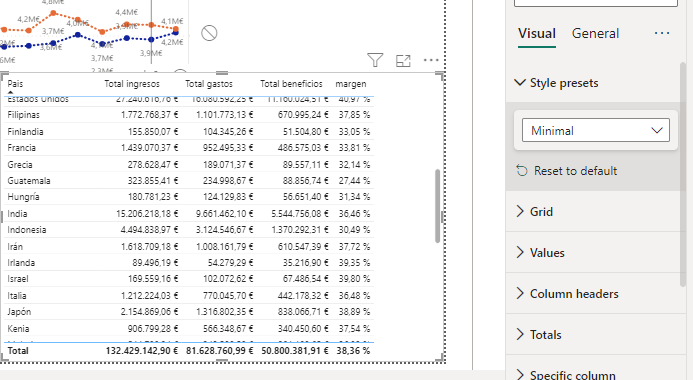 4,8M€
4,4M€
4,2M€
4,1M€
4,0M€
3,7M€
4,2M€
3,6M€
3,9M€
3,7M€
2,3M€
Visual General ...
Style presets
Minimal
Reset to default
Grid
Values
Column headers
Totals
Specific column
Pais Total ingresos Total gastos Total beneficios margen
Estados Unidos 27.240.616,76 € 16.080.592,25 € 11.160.024,51 € 40,97 %
Filipinas 1.772.768,37 € 1.101.773,13 € 670.995,24 € 37,85 %
Finlandia 155.850,07 € 104.345,26 € 51.504,80 € 33,05 %
Francia 1.439.070,37 € 952.495,33 € 486.575,03 € 33,81 %
Grecia 278.628,47 € 189.071,37 € 89.557,11 € 32,14 %
Guatemala 323.855,41 € 234.998,67 € 88.856,74 € 27,44 %
Hungría 180.781,23 € 124.129,83 € 56.651,40 € 31,34 %
India 15.206.218,18 € 9.661.462,10 € 5.544.756,08 € 36,46 %
Indonesia 4.494.838,97 € 3.124.546,67 € 1.370.292,31 € 30,49 %
Irán 1.618.709,18 € 1.008.161,79 € 610.547,39 € 37,72 %
Irlanda 89.496,19 € 54.279,29 € 35.216,90 € 39,35 %
Israel 169.559,16 € 102.072,62 € 67.486,54 € 39,80 %
Italia 1.212.224,03 € 770.045,70 € 442.178,32 € 36,48 %
Japón 2.154.869,06 € 1.316.802,35 € 838.066,71 € 38,89 %
Kenia 906.799,28 € 566.348,67 € 340.450,60 € 37,54 %
Total 132.429.142,90 € 81.628.760,99 € 50.800.381,91 € 38,36 %